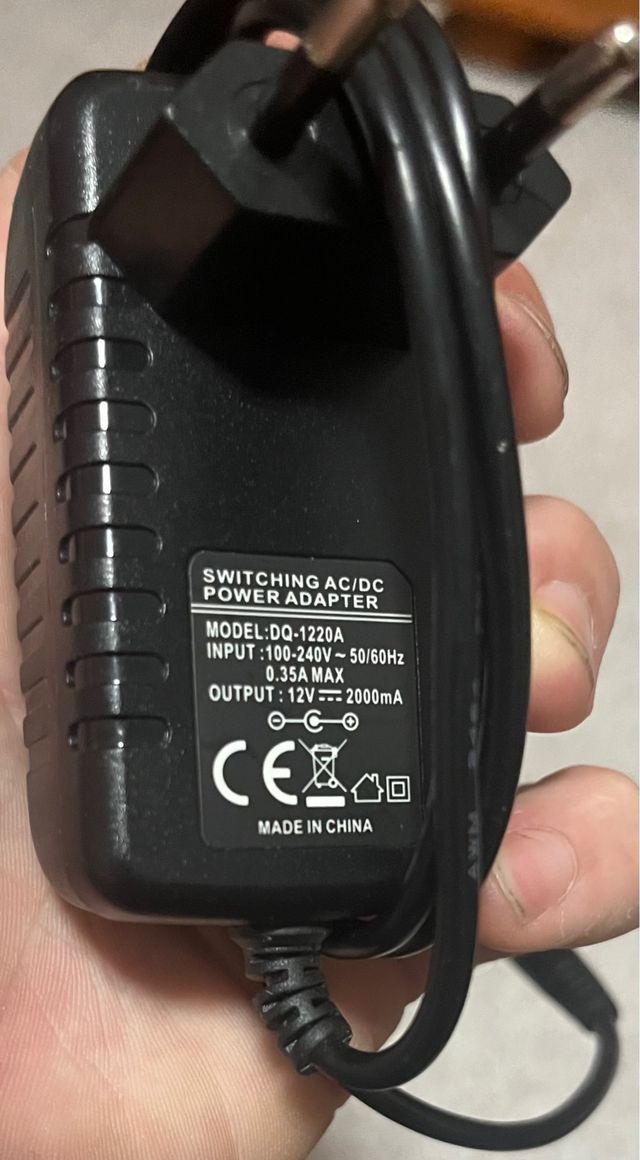 SWITCHING AC/DC
POWER ADAPTER
MODEL:DQ-1220A
INPUT :100-240V ~ 50/60Hz
0.35A MAX
OUTPUT : 12V ⎓ 2000mA
CE
MADE IN CHINA
AWM